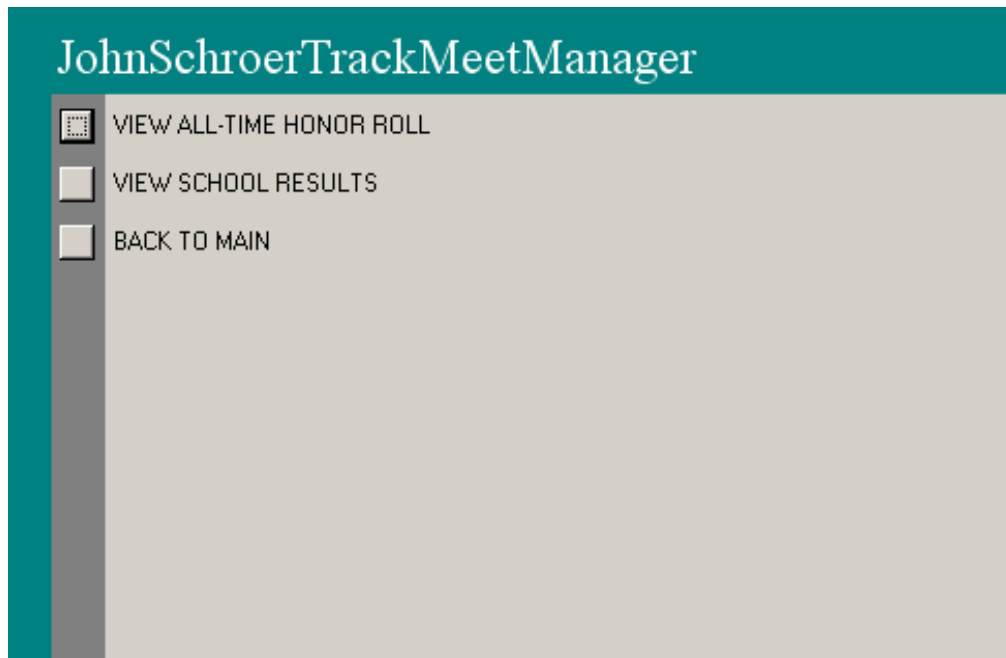 JohnSchroerTrackMeetManager
VIEW ALL-TIME HONOR ROLL
VIEW SCHOOL RESULTS
BACK TO MAIN